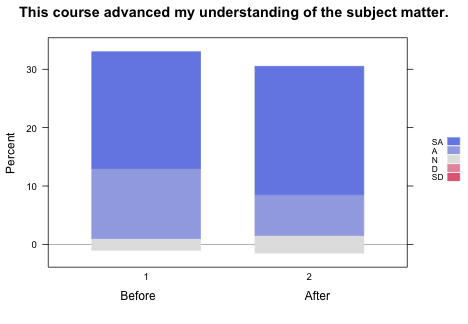 This course advanced my understanding of the subject matter.
30
20
10
0
Percent
1
2
Before
After
SA
A
N
D
SD